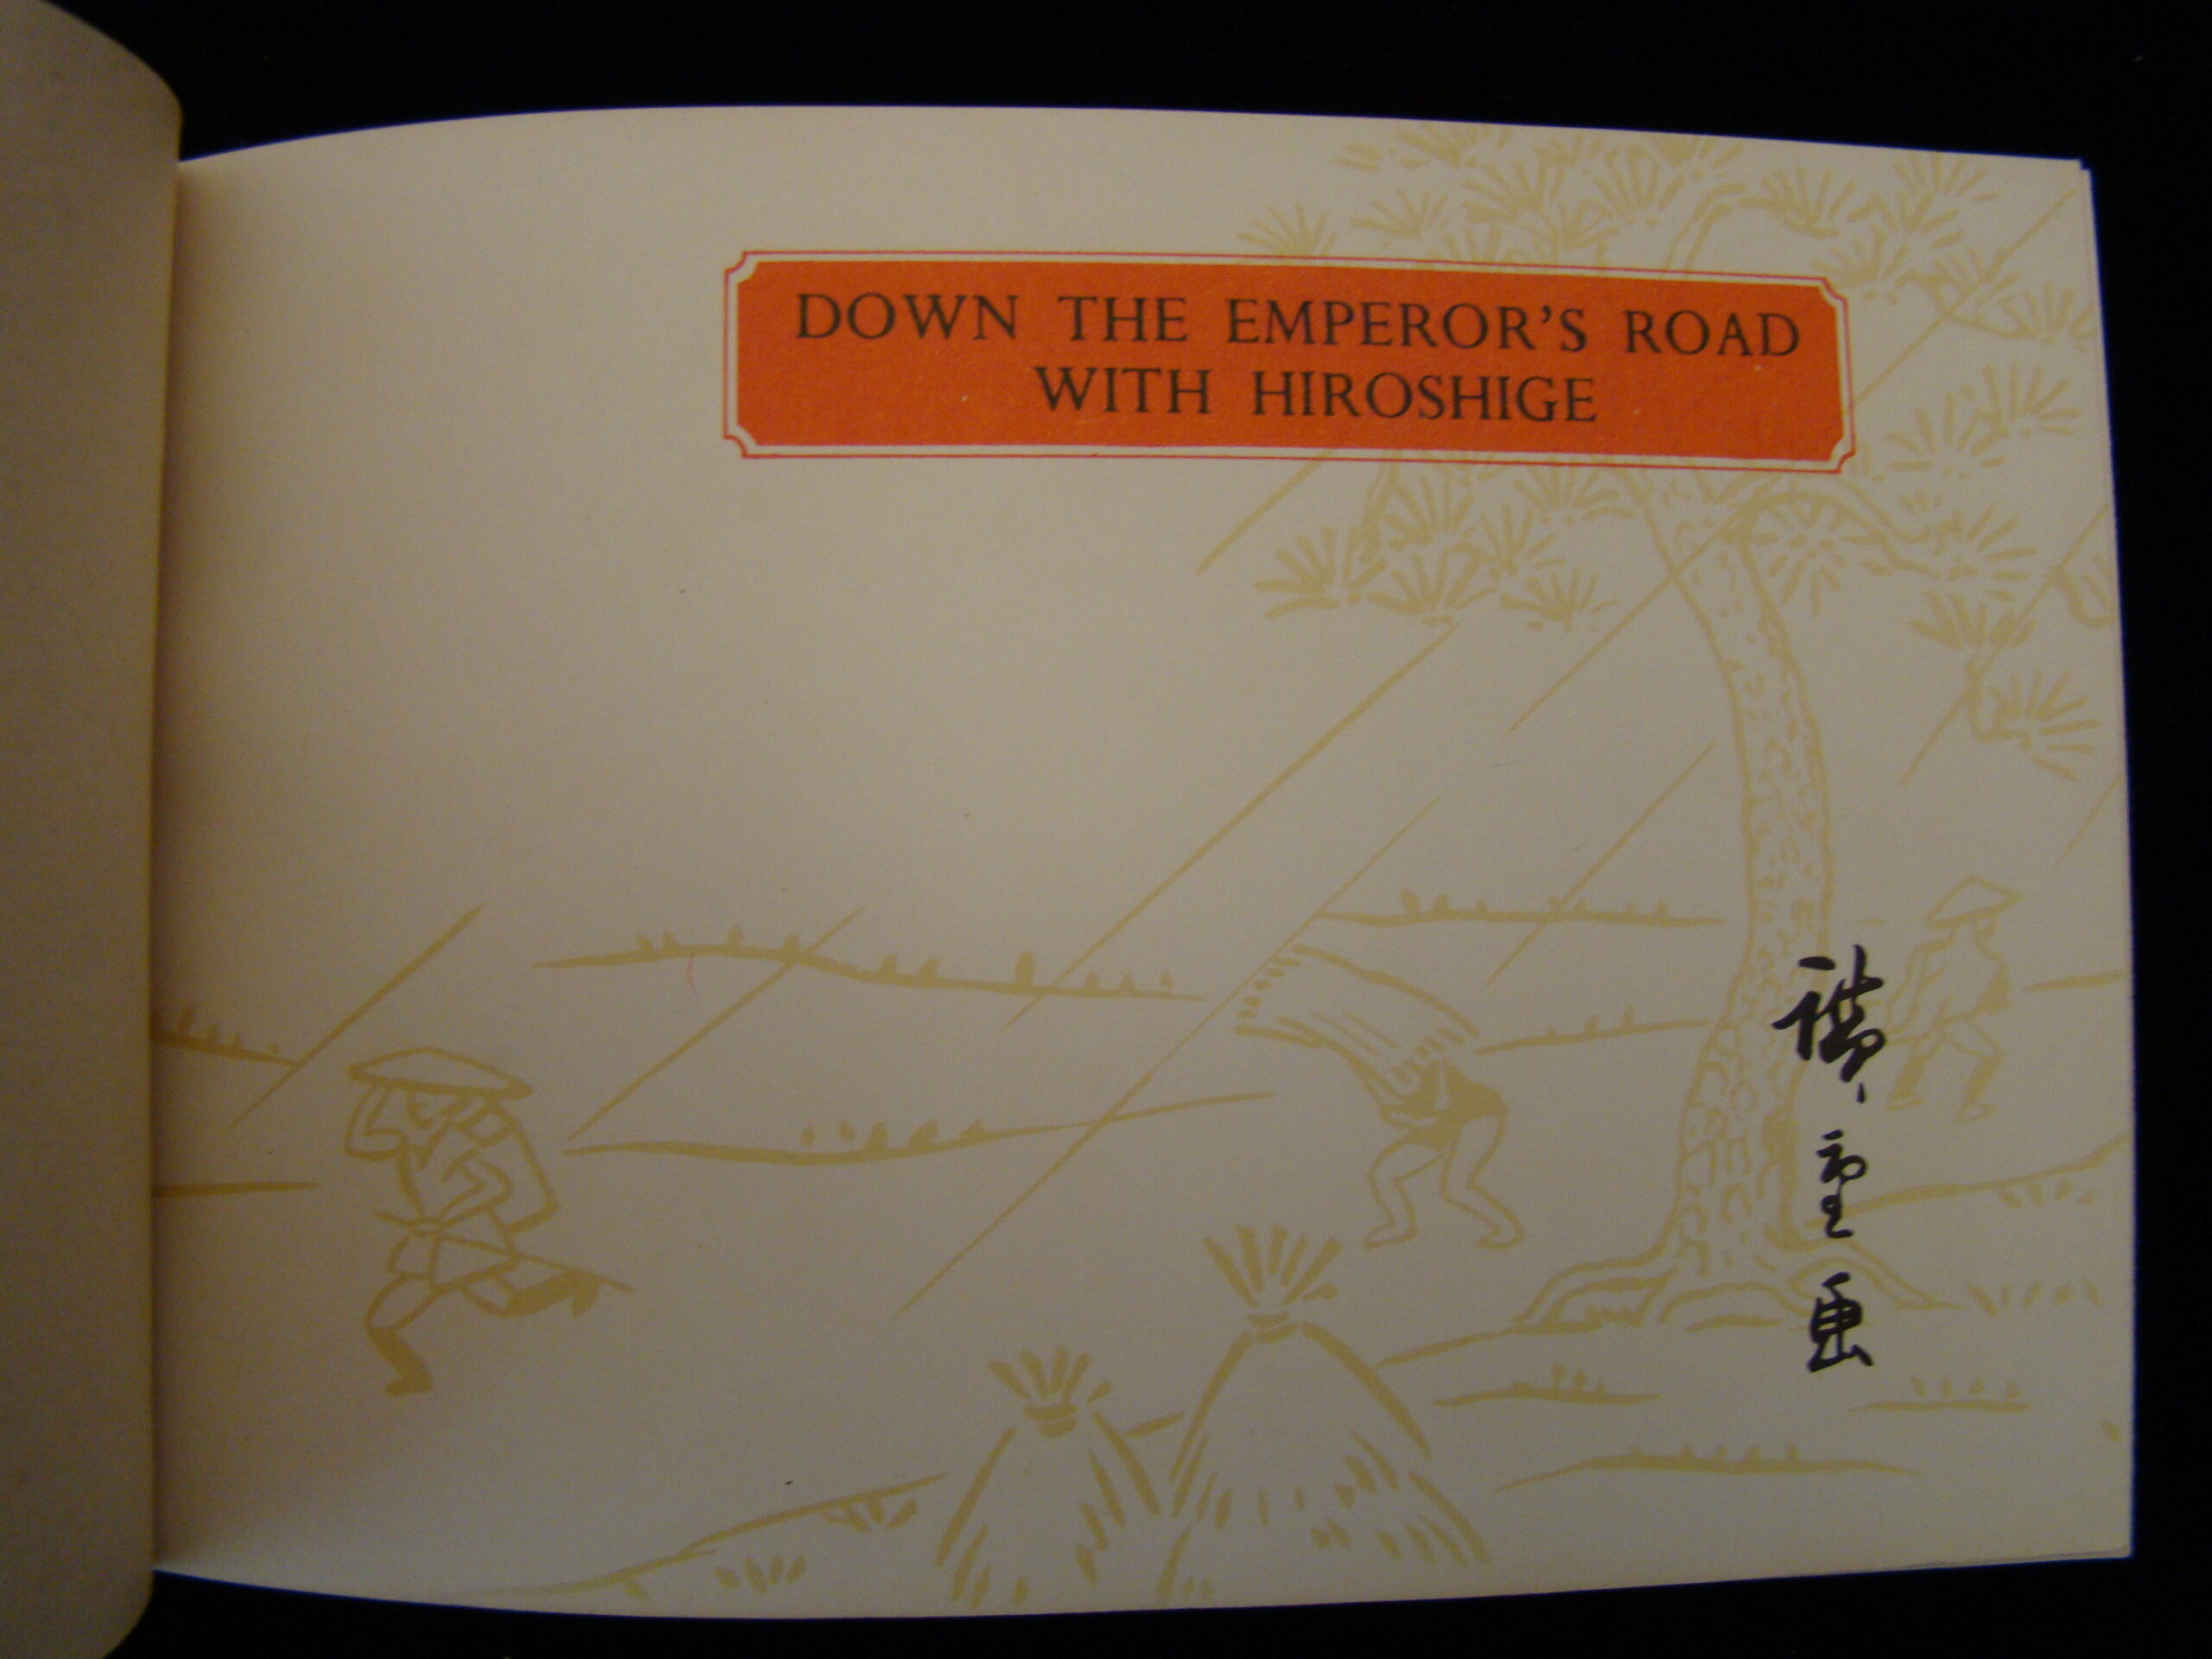 DOWN THE EMPEROR'S ROAD
WITH HIROSHIGE
廣重画